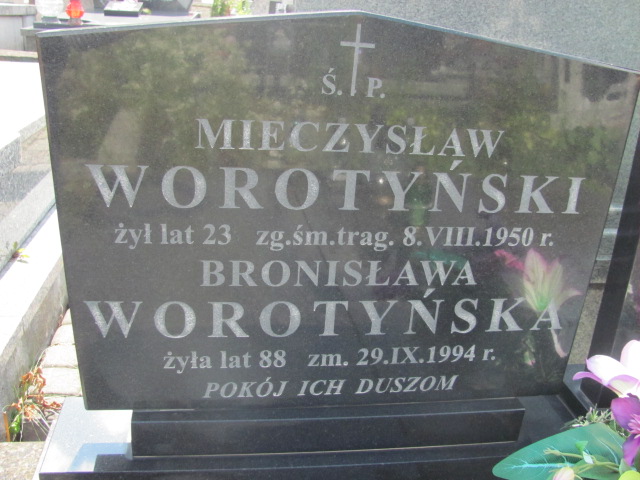 Ś. P.
MIECZYSŁAW
WOROTYŃSKI
żył lat 23 zg.śm.trag. 8.VIII.1950 r.
BRONISŁAWA
WOROTYŃSKA
żyła lat 88 zm. 29.IX.1994 r.
POKÓJ ICH DUSZOM